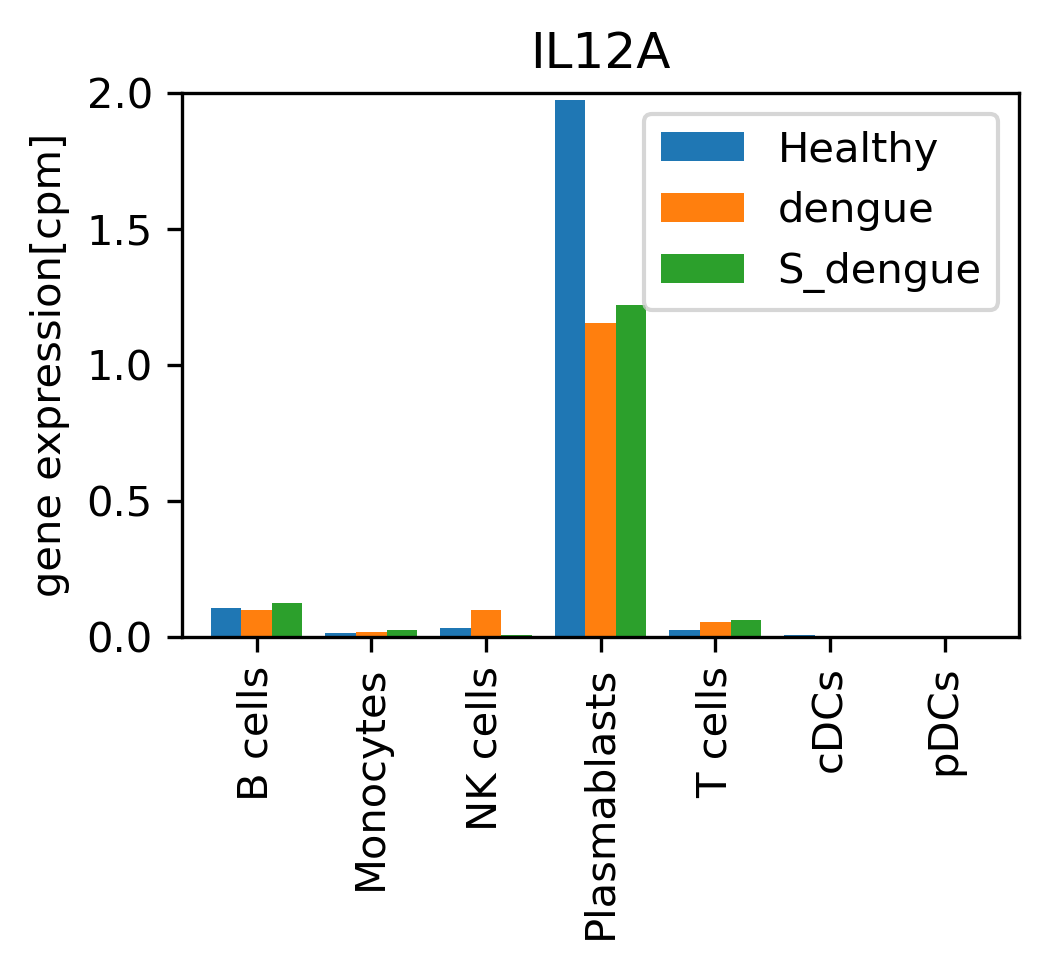 IL12A
gene expression[cpm]
2.0
1.5
1.0
0.5
0.0
Healthy
dengue
S_dengue
B cells
Monocytes
NK cells
Plasmablasts
T cells
cDCs
pDCs